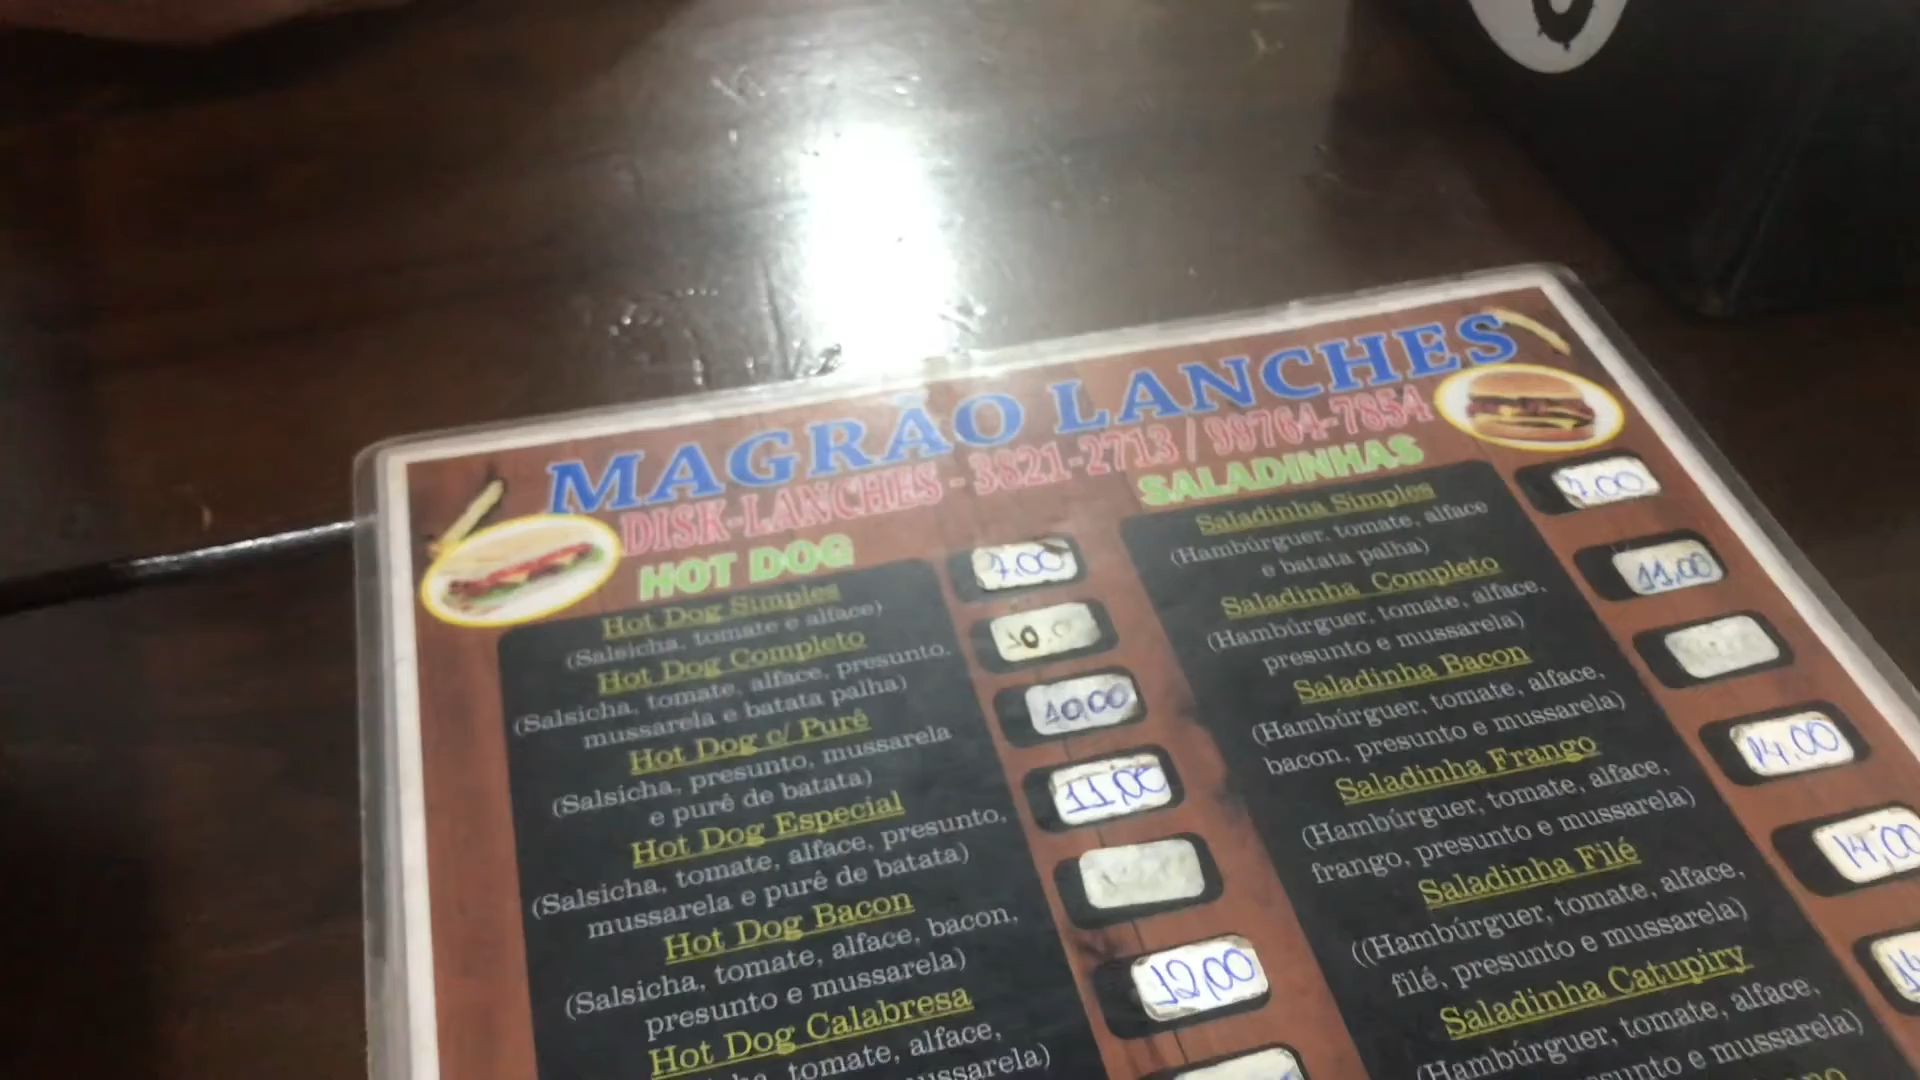 MAGRÃO LANCHES
DISK-LANCHES - 3821-2713 / 99764-7854
HOT DOG
Hot Dog Simples
(Salsicha, tomate e alface)
7,00
Hot Dog Completo
(Salsicha, tomate, alface, presunto,
mussarela e batata palha)
Hot Dog c/ Purê
(Salsicha, presunto, mussarela
e purê de batata)
10,00
Hot Dog Especial
(Salsicha, tomate, alface, presunto,
mussarela e purê de batata)
11,00
Hot Dog Bacon
(Salsicha, tomate, alface, bacon,
presunto e mussarela)
Hot Dog Calabresa
12,00
tomate, alface,
SALADINHAS
Saladinha Simples
(Hambúrguer, tomate, alface
e batata palha)
7,00
Saladinha Completo
(Hambúrguer, tomate, alface,
presunto e mussarela)
11,00
Saladinha Bacon
(Hambúrguer, tomate, alface,
bacon, presunto e mussarela)
Saladinha Frango
(Hambúrguer, tomate, alface,
frango, presunto e mussarela)
14,00
Saladinha Filé
((Hambúrguer, tomate, alface,
filé, presunto e mussarela)
14,00
Saladinha Catupiry
(Hambúrguer, tomate, alface,
e mussarela)